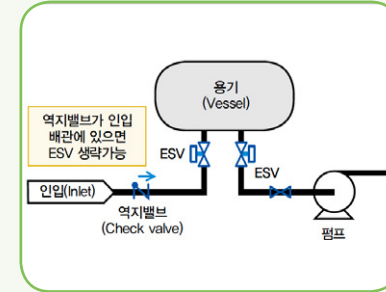 용기
(Vessel)
역지밸브가 인입
배관에 있으면
ESV 생략가능
ESV
ESV
인입(Inlet)
역지밸브
(Check valve)
펌프